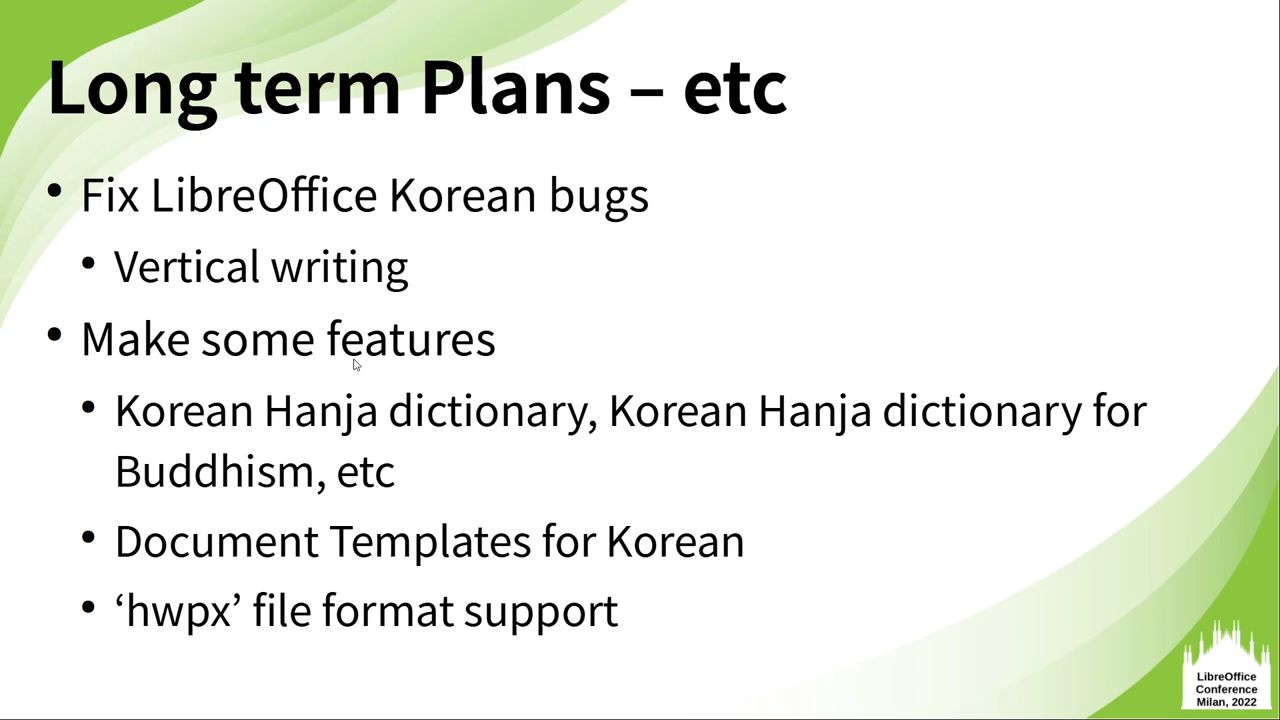 Long term Plans – etc
• Fix LibreOffice Korean bugs
• Vertical writing
• Make some features
• Korean Hanja dictionary, Korean Hanja dictionary for
Buddhism, etc
• Document Templates for Korean
• ‘hwpx’ file format support
LibreOffice
Conference
Milan, 2022